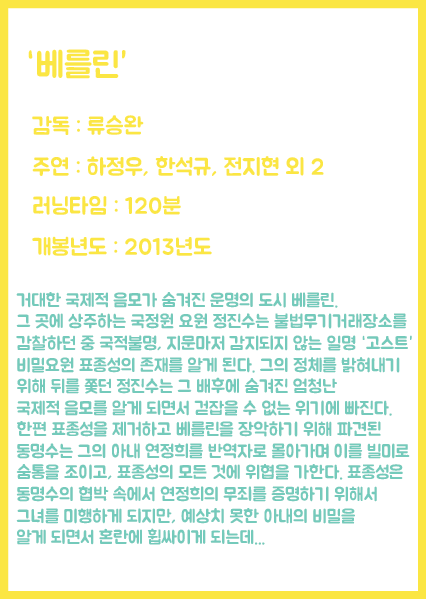 ‘베를린’
감독 : 류승완
주연 : 하정우, 한석규, 전지현 외 2
러닝타임 : 120분
개봉년도 : 2013년도
거대한 국제적 음모가 숨겨진 운명의 도시 베를린.
그 곳에 상주하는 국정원 요원 정진수는 불법무기거래장소를
감찰하던 중 국적불명, 지문마저 감지되지 않는 일명 ‘고스트’
비밀요원 표종성의 존재를 알게 된다. 그의 정체를 밝혀내기
위해 뒤를 쫓던 정진수는 그 배후에 숨겨진 엄청난
국제적 음모를 알게 되면서 걷잡을 수 없는 위기에 빠진다.
한편 표종성을 제거하고 베를린을 장악하기 위해 파견된
동명수는 그의 아내 연정희를 반역자로 몰아가며 이를 빌미로
숨통을 조이고, 표종성의 모든 것에 위협을 가한다. 표종성은
동명수의 협박 속에서 연정희의 무죄를 증명하기 위해서
그녀를 미행하게 되지만, 예상치 못한 아내의 비밀을
알게 되면서 혼란에 휩싸이게 되는데...